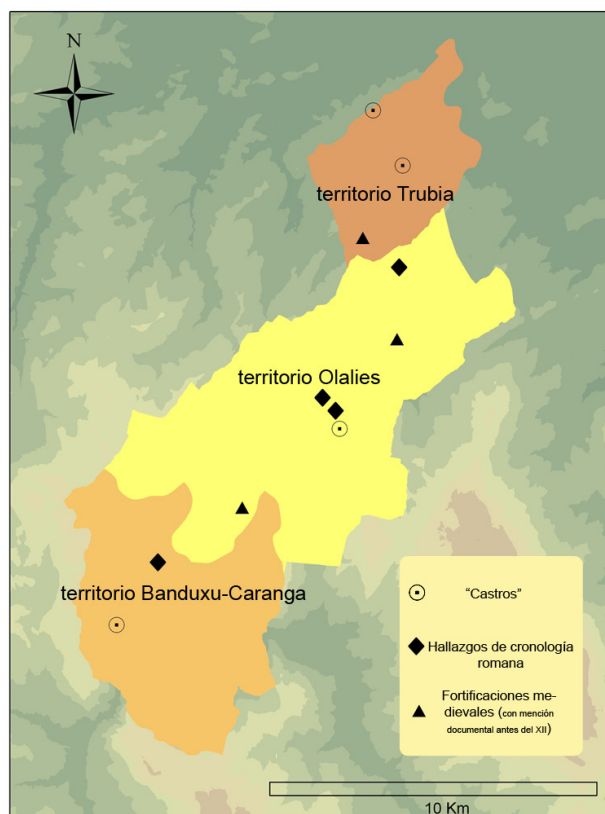 N
territorio Trubia
territorio Olalies
territorio Banduxu-Caranga
“Castros”
Hallazgos de cronología
romana
Fortificaciones me-
dievales (con mención
documental antes del XII)
10 Km